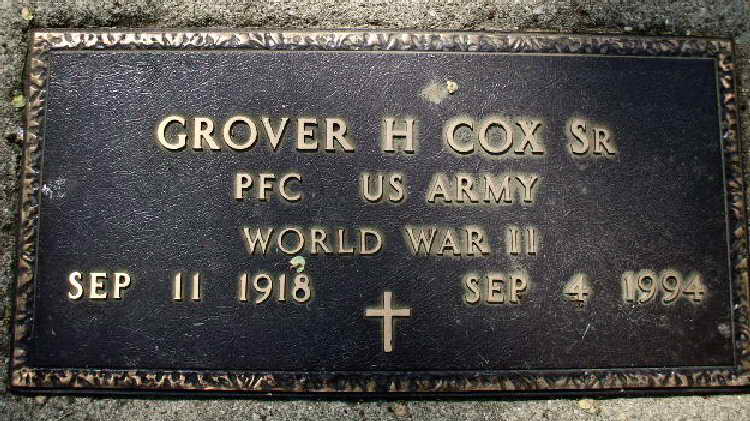 GROVER H COX SR
PFC US ARMY
WORLD WAR II
SEP 11 1918 SEP 4 1994